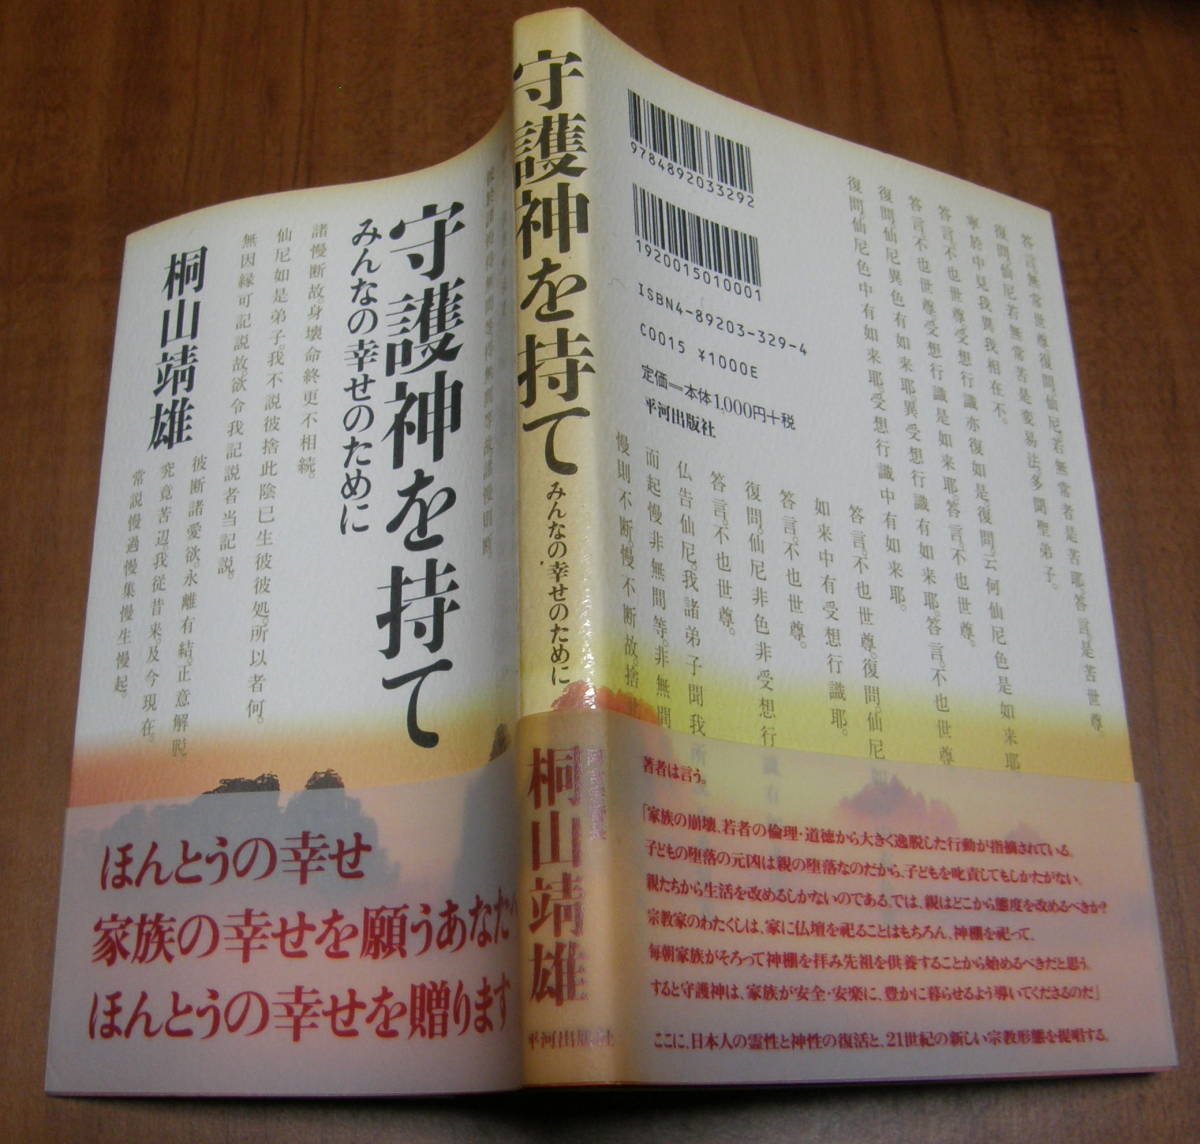 守護神を持て
みんなの幸せのために
桐山靖雄
諸慢断故。身壊命終更不相続。
仙尼如是弟子。我不説彼捨此陰已生彼彼処。所以者何。
無因縁可記説故欲令我記説者当記説。
彼断諸愛欲。永離有結。正意解脱。
究竟苦辺我従昔来。及今現在。
常説慢過慢集慢生慢起。
ほんとうの幸せ
家族の幸せを願うあなたへ
ほんとうの幸せを贈ります
守護神を持て
みんなの幸せのために
桐山靖雄
平河出版社
9784892033292
1920015010001
ISBN4-89203-329-4
C0015 ¥1000E
定価=本体1,000円+税
平河出版社
答言。無常世尊復問。仙尼。若無常者是苦耶。答言。是苦世尊
復問。仙尼若無常苦是変易法。多聞聖弟子。
寧於中見我異我相在不。
答言。不也世尊受想行識亦復如是復問。云何仙尼色是如来耶
答言。不也世尊受想行識是如来耶。答言。不也世尊。
復問。仙尼異色有如来耶異受想行識有如来耶。答言。不也世尊
復問。仙尼色中有如来耶。受想行識中有如来耶。
答言。不也世尊。復問。仙尼
如来中有受想行識耶。
答言。不也世尊。
復問。仙尼非色非受想行識有如
答言。不也世尊。
仏告仙尼。我諸弟子聞我所
而起慢非無間等。非無間
慢則不断。慢不断故。捨
著者は言う。
「家族の崩壊、若者の倫理・道徳から大きく逸脱した行動が指摘されている。
子どもの堕落の元凶は親の堕落なのだから、子どもを叱責してもしかたがない。
親たちから生活を改めるしかないのである。では、親はどこから態度を改めるべきか?
宗教家のわたくしは、家に仏壇を祀ることはもちろん、神棚を祀って、
毎朝家族がそろって神棚を拝み先祖を供養することから始めるべきだと思う。
すると守護神は、家族が安全・安楽に、豊かに暮らせるよう導いてくださるのだ」
ここに、日本人の霊性と神性の復活と、21世紀の新しい宗教形態を提唱する。